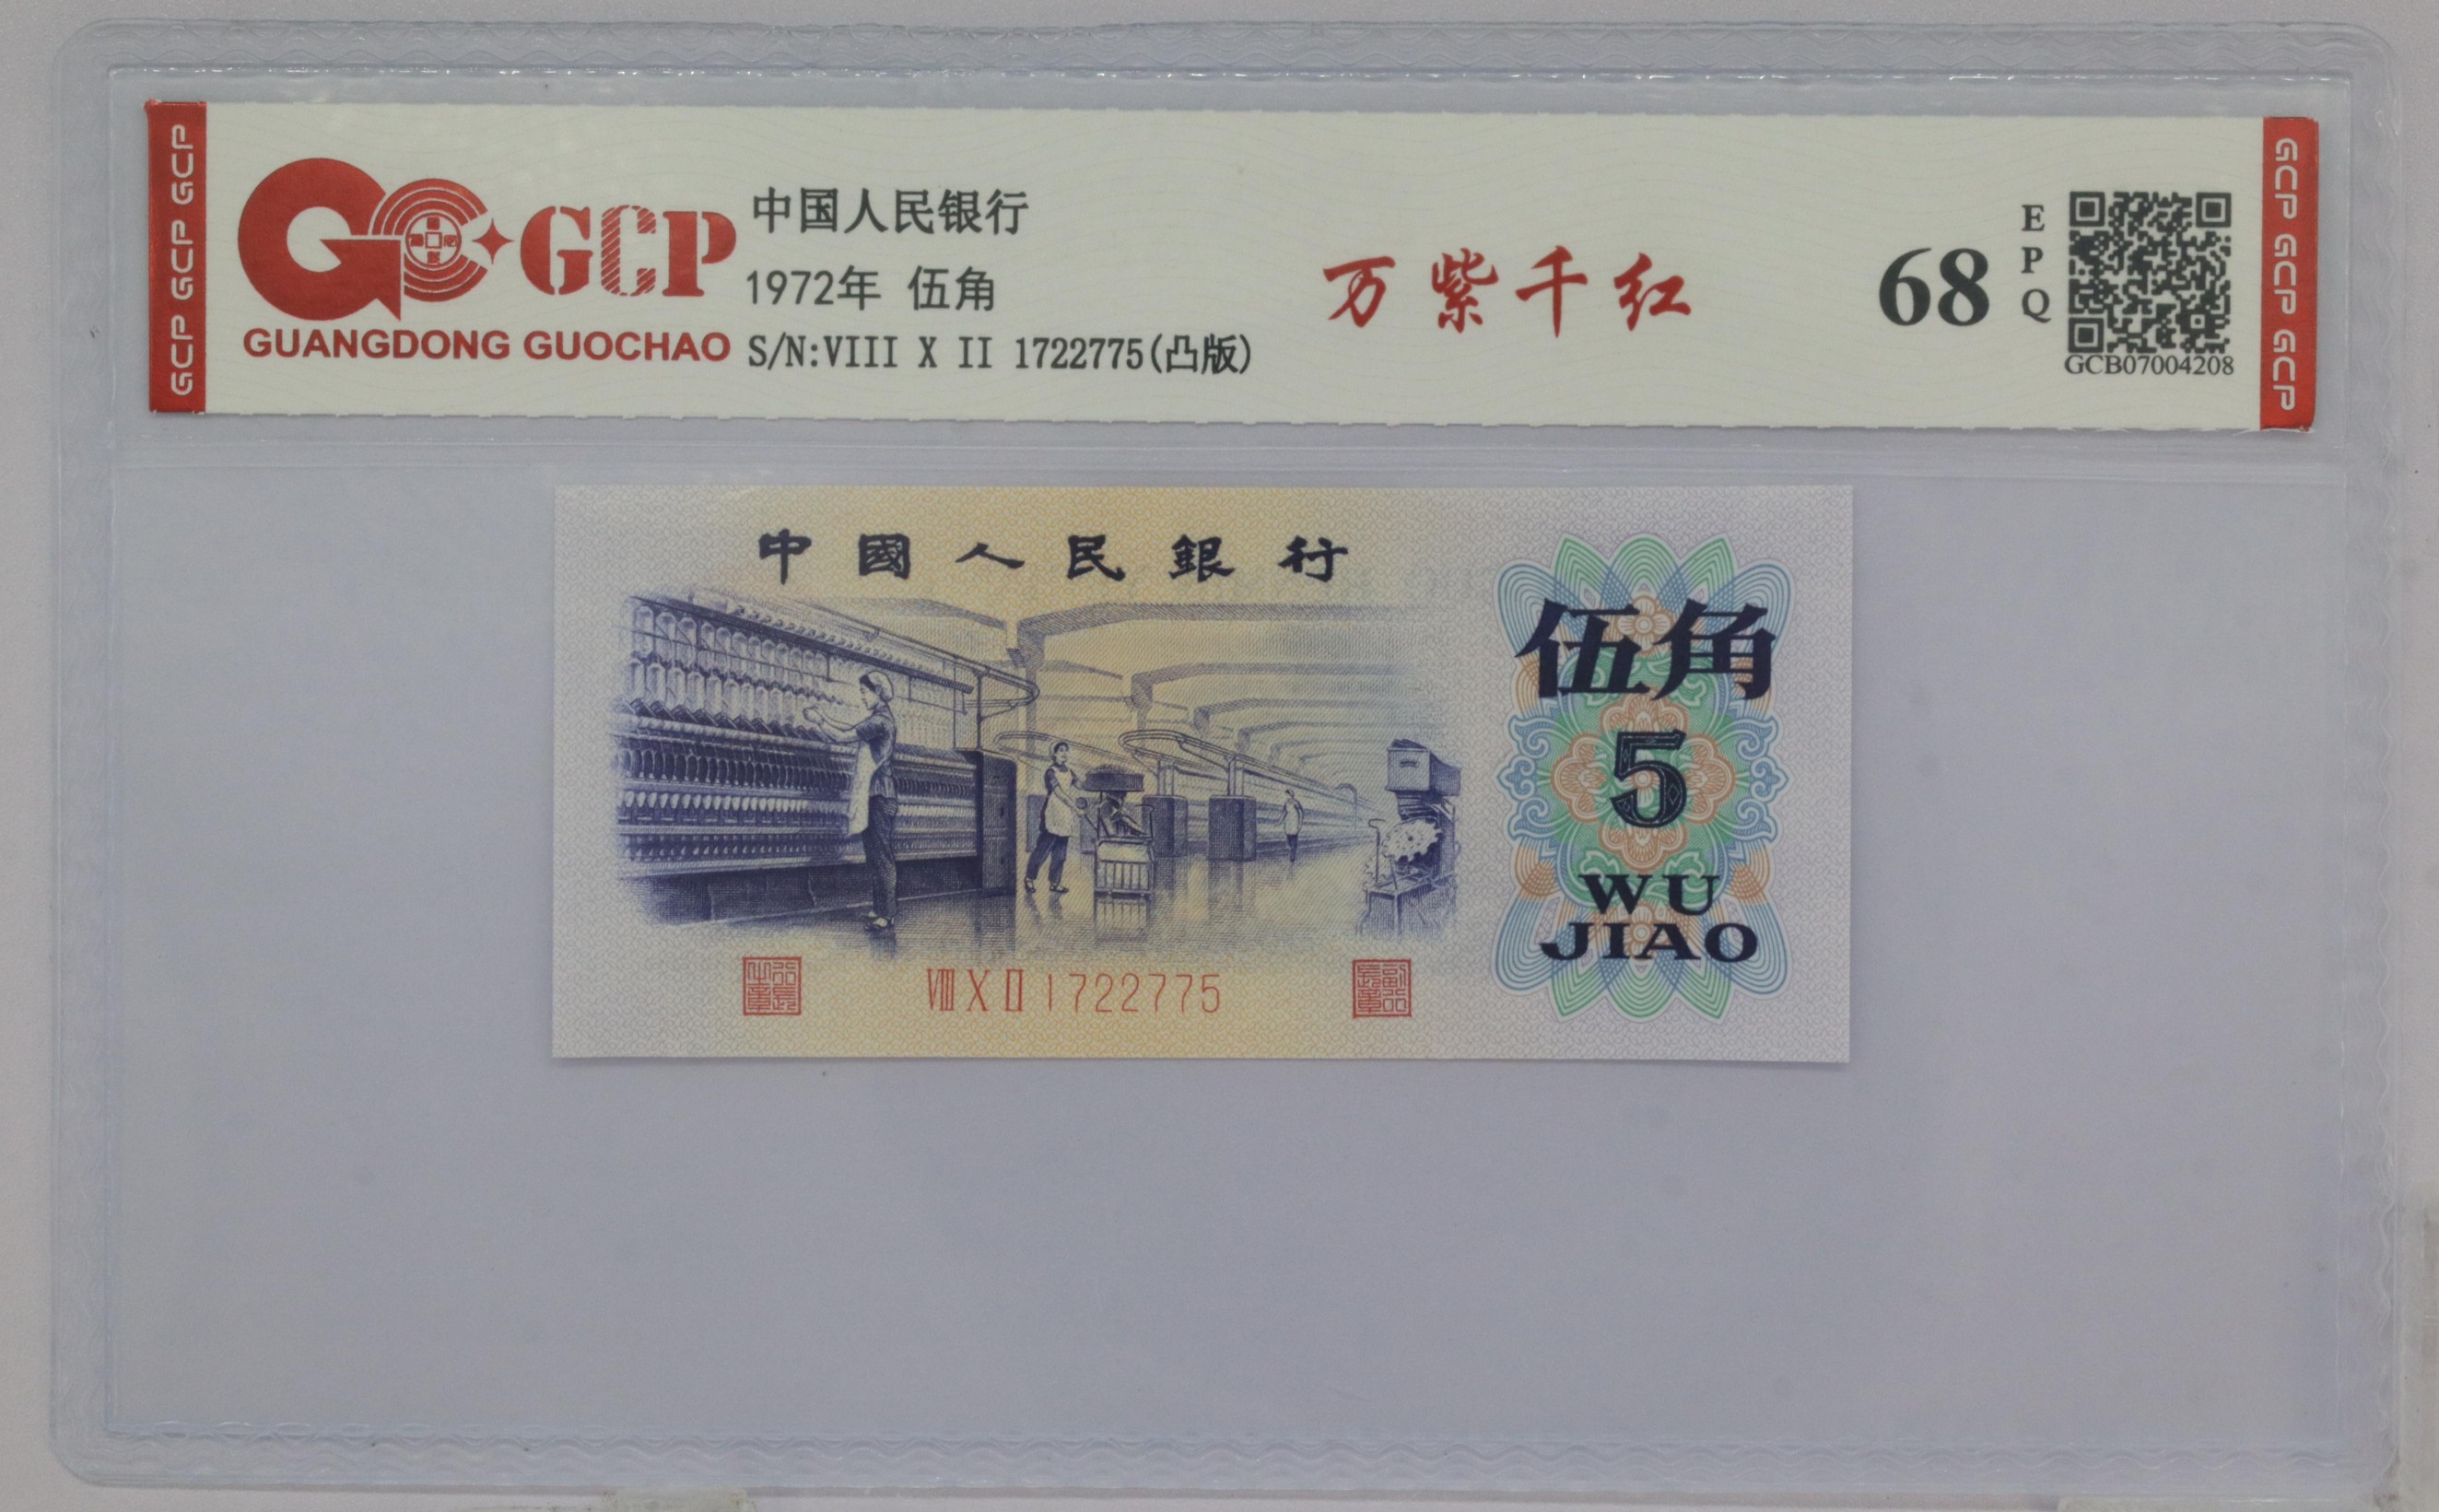 GCP GCP GCP
GCP
GUANGDONG GUOCHAO
中国人民银行
1972年 伍角
S/N:VIII X II 1722775(凸版)
万紫千红
68
EPQ
GCB07004208
GCP GCP GCP
中國人民銀行
伍角
5
WU
JIAO
VIII X II 1722775